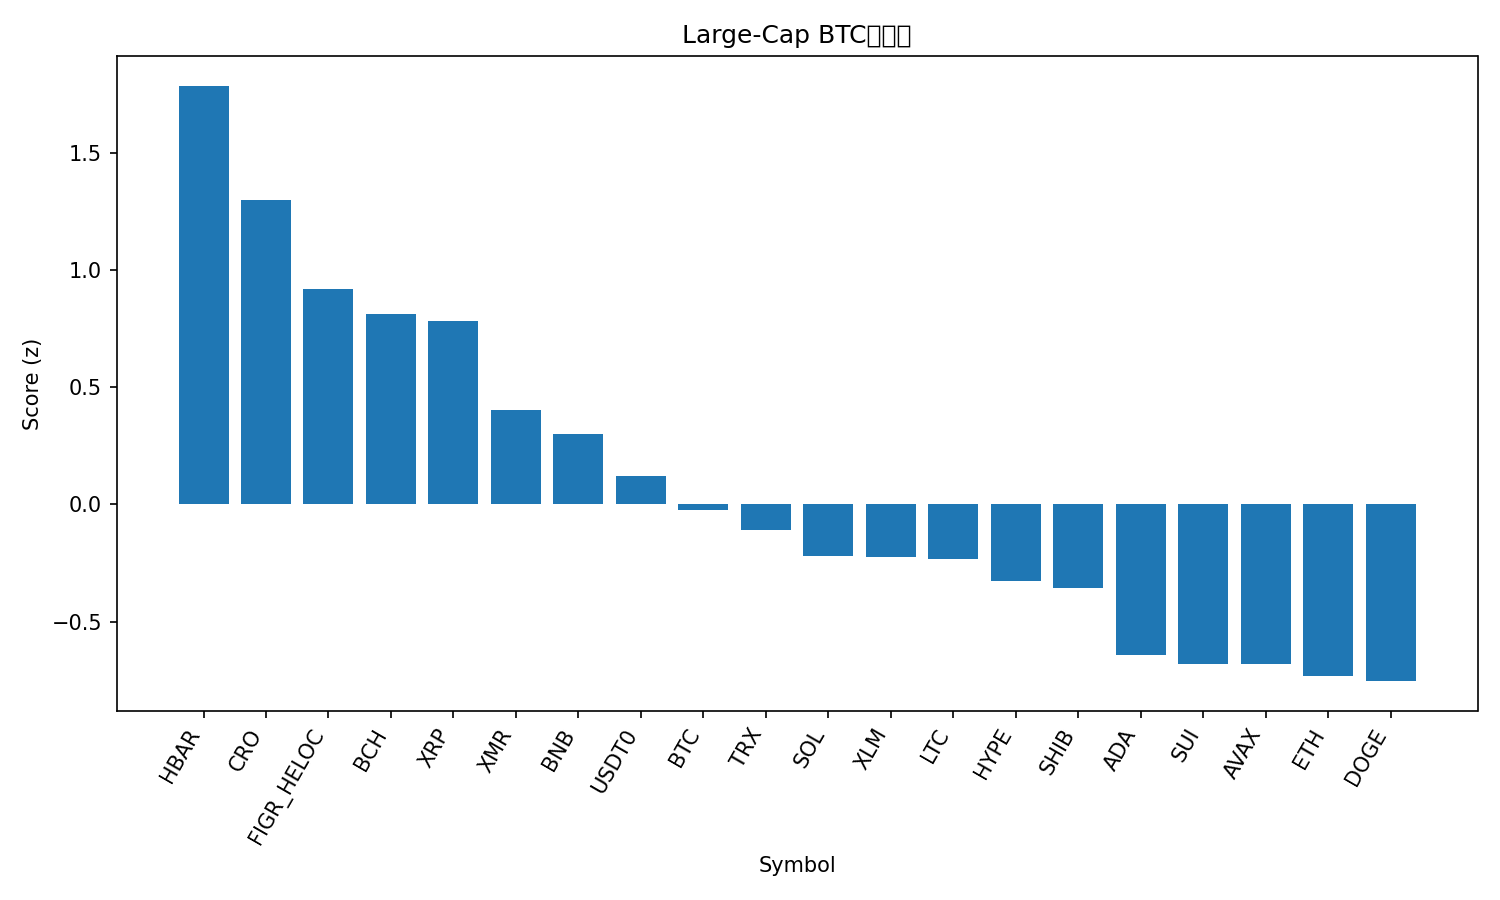 Large-Cap BTC
Score (z)
1.5
1.0
0.5
0.0
−0.5
HBAR
CRO
FIGR_HELOC
BCH
XRP
XMR
BNB
USDT0
BTC
TRX
SOL
XLM
LTC
HYPE
SHIB
ADA
SUI
AVAX
ETH
DOGE
Symbol